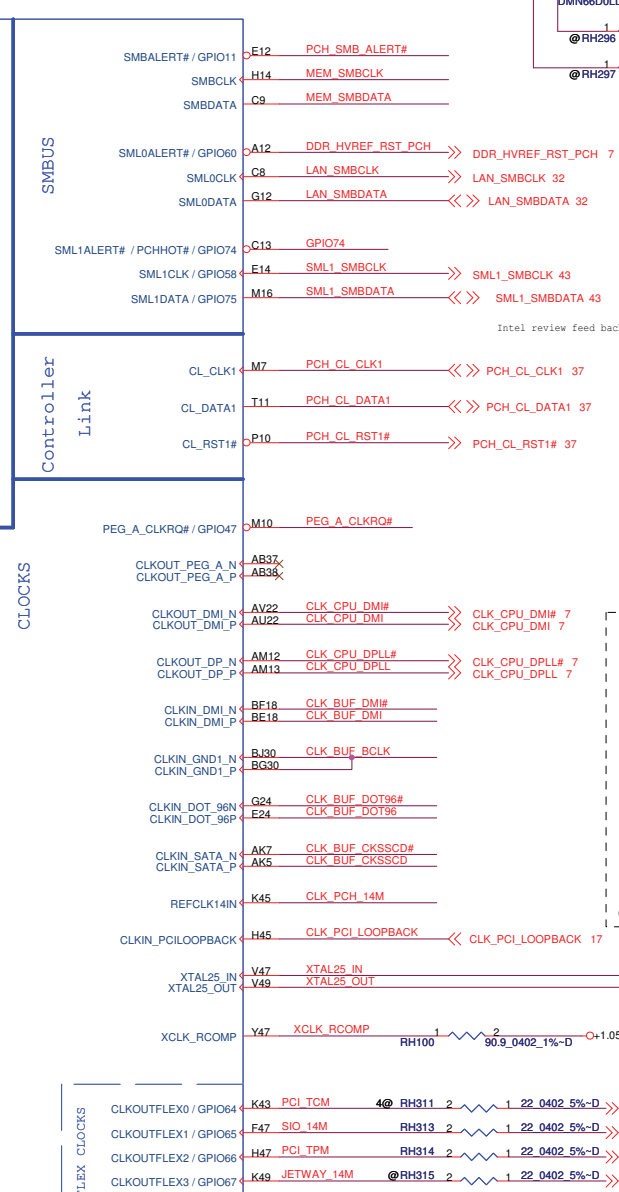 DMN66D0LD
1
@ RH296
1
@ RH297
SMBUS
SMBALERT# / GPIO11 E12 PCH_SMB_ALERT#
SMBCLK H14 MEM_SMBCLK
SMBDATA C9 MEM_SMBDATA
SML0ALERT# / GPIO60 A12 DDR_HVREF_RST_PCH DDR_HVREF_RST_PCH 7
SML0CLK C8 LAN_SMBCLK LAN_SMBCLK 32
SML0DATA G12 LAN_SMBDATA LAN_SMBDATA 32
SML1ALERT# / PCHHOT# / GPIO74 C13 GPIO74
SML1CLK / GPIO58 E14 SML1_SMBCLK SML1_SMBCLK 43
SML1DATA / GPIO75 M16 SML1_SMBDATA SML1_SMBDATA 43
Intel review feed bac
Controller
Link
CL_CLK1 M7 PCH_CL_CLK1 PCH_CL_CLK1 37
CL_DATA1 T11 PCH_CL_DATA1 PCH_CL_DATA1 37
CL_RST1# P10 PCH_CL_RST1# PCH_CL_RST1# 37
CLOCKS
PEG_A_CLKRQ# / GPIO47 M10 PEG_A_CLKRQ#
CLKOUT_PEG_A_N AB37
CLKOUT_PEG_A_P AB38
CLKOUT_DMI_N AV22 CLK_CPU_DMI# CLK_CPU_DMI# 7
CLKOUT_DMI_P AU22 CLK_CPU_DMI CLK_CPU_DMI 7
CLKOUT_DP_N AM12 CLK_CPU_DPLL# CLK_CPU_DPLL# 7
CLKOUT_DP_P AM13 CLK_CPU_DPLL CLK_CPU_DPLL 7
CLKIN_DMI_N BF18 CLK_BUF_DMI#
CLKIN_DMI_P BE18 CLK_BUF_DMI
CLKIN_GND1_N BJ30 CLK_BUF_BCLK
CLKIN_GND1_P BG30
CLKIN_DOT_96N G24 CLK_BUF_DOT96#
CLKIN_DOT_96P E24 CLK_BUF_DOT96
CLKIN_SATA_N AK7 CLK_BUF_CKSSCD#
CLKIN_SATA_P AK5 CLK_BUF_CKSSCD
REFCLK14IN K45 CLK_PCH_14M
CLKIN_PCILOOPBACK H45 CLK_PCI_LOOPBACK CLK_PCI_LOOPBACK 17
XTAL25_IN V47 XTAL25_IN
XTAL25_OUT V49 XTAL25_OUT
XCLK_RCOMP Y47 XCLK_RCOMP RH100 1 2 90.9_0402_1%~D +1.05
FLEX CLOCKS
CLKOUTFLEX0 / GPIO64 K43 PCI_TCM 4@ RH311 2 1 22_0402_5%~D
CLKOUTFLEX1 / GPIO65 F47 SIO_14M RH313 2 1 22_0402_5%~D
CLKOUTFLEX2 / GPIO66 H47 PCI_TPM RH314 2 1 22_0402_5%~D
CLKOUTFLEX3 / GPIO67 K49 JETWAY_14M @ RH315 2 1 22_0402_5%~D